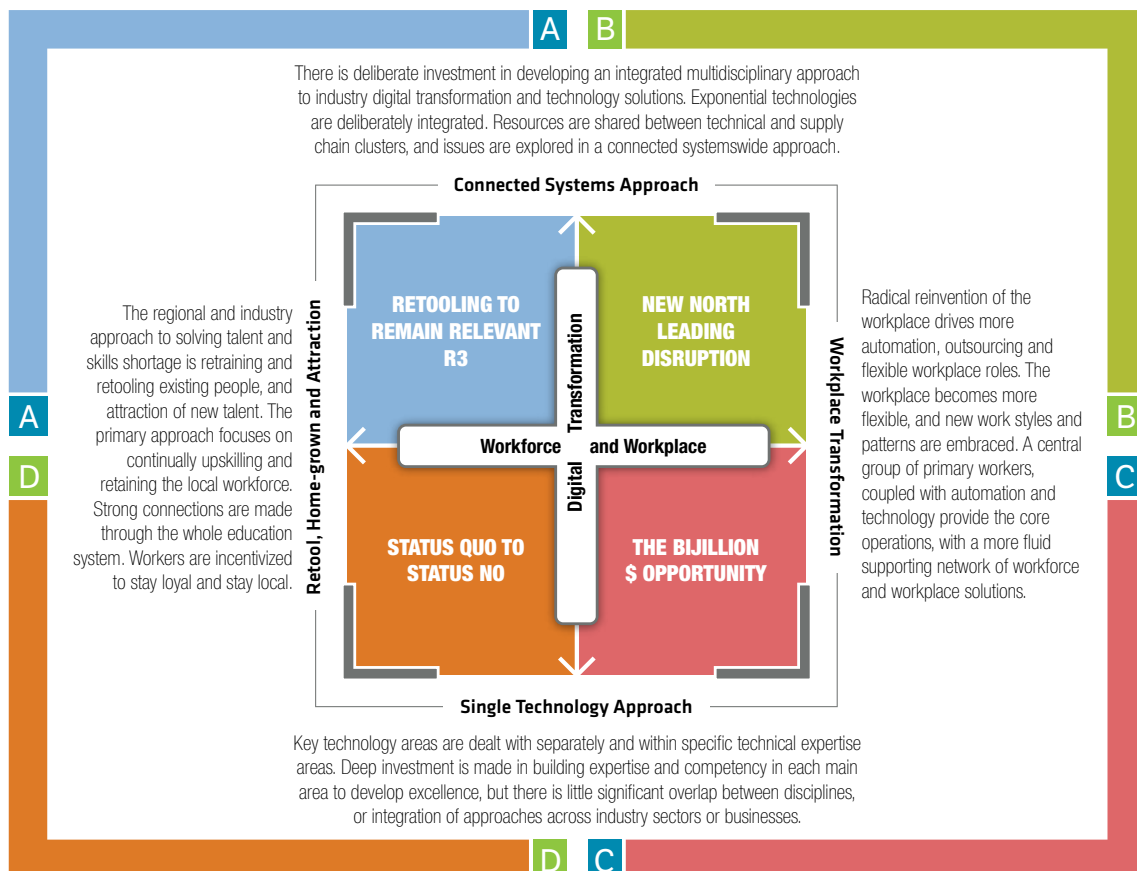 A B
There is deliberate investment in developing an integrated multidisciplinary approach
to industry digital transformation and technology solutions. Exponential technologies
are deliberately integrated. Resources are shared between technical and supply
chain clusters, and issues are explored in a connected systemswide approach.
Connected Systems Approach
A
D
The regional and industry
approach to solving talent and
skills shortage is retraining and
retooling existing people, and
attraction of new talent. The
primary approach focuses on
continually upskilling and
retaining the local workforce.
Strong connections are made
through the whole education
system. Workers are incentivized
to stay loyal and stay local.
Retool, Home-grown and Attraction
RETOOLING TO
REMAIN RELEVANT
R3
NEW NORTH
LEADING
DISRUPTION
Digital Transformation
Workforce and Workplace
STATUS QUO TO
STATUS NO
THE BIJILLION
$ OPPORTUNITY
Workplace Transformation
Radical reinvention of the
workplace drives more
automation, outsourcing and
flexible workplace roles. The
workplace becomes more
flexible, and new work styles and
patterns are embraced. A central
group of primary workers,
coupled with automation and
technology provide the core
operations, with a more fluid
supporting network of workforce
and workplace solutions.
B
C
Single Technology Approach
Key technology areas are dealt with separately and within specific technical expertise
areas. Deep investment is made in building expertise and competency in each main
area to develop excellence, but there is little significant overlap between disciplines,
or integration of approaches across industry sectors or businesses.
D C